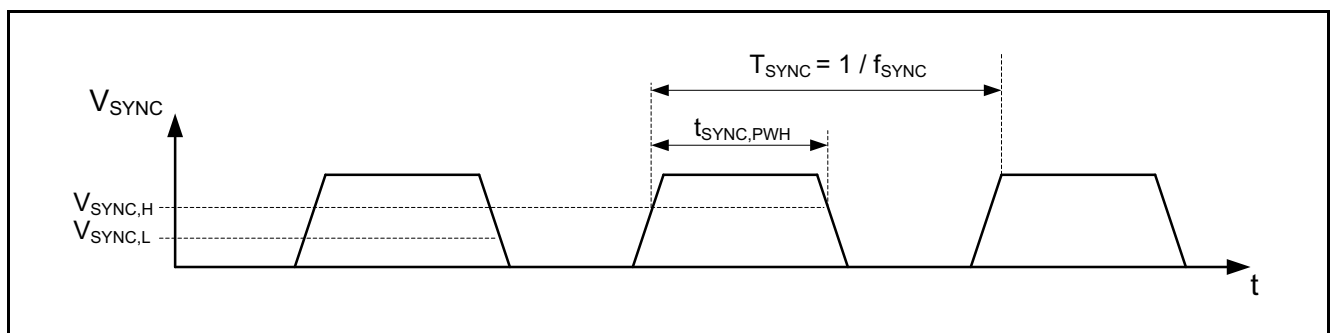 T_SYNC = 1 / f_SYNC
V_SYNC
t_SYNC,PWH
V_SYNC,H
V_SYNC,L
t